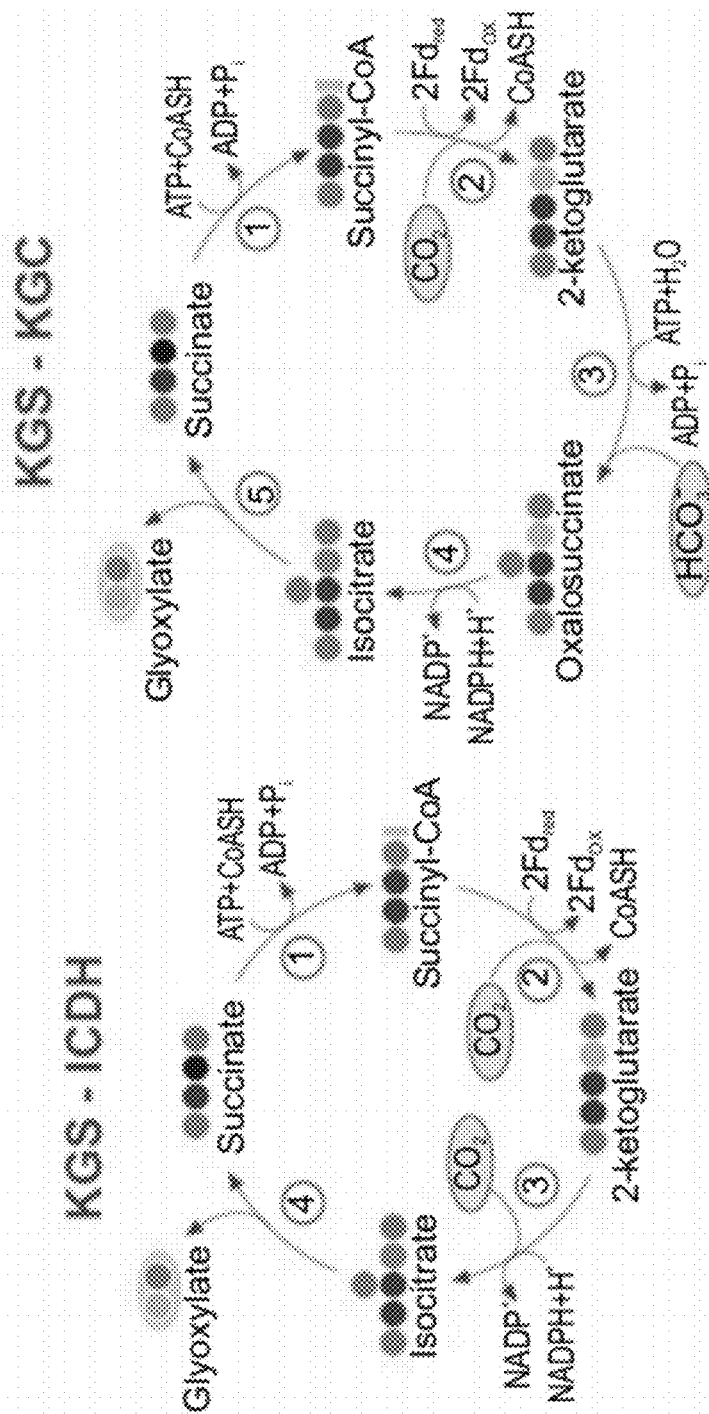 KGS - ICDH
Glyoxylate
Succinate
ATP+CoASH
ADP+Pi
1
Succinyl-CoA
CO2
2
2Fdred
2Fdox
CoASH
2-ketoglutarate
CO2
3
NADP+
NADPH+H+
Isocitrate
4
KGS - KGC
Glyoxylate
Succinate
ATP+CoASH
ADP+Pi
1
Succinyl-CoA
CO2
2
2Fdred
2Fdox
CoASH
2-ketoglutarate
3
ATP+H2O
ADP+Pi
HCO3-
Oxalosuccinate
4
NADP+
NADPH+H+
Isocitrate
5